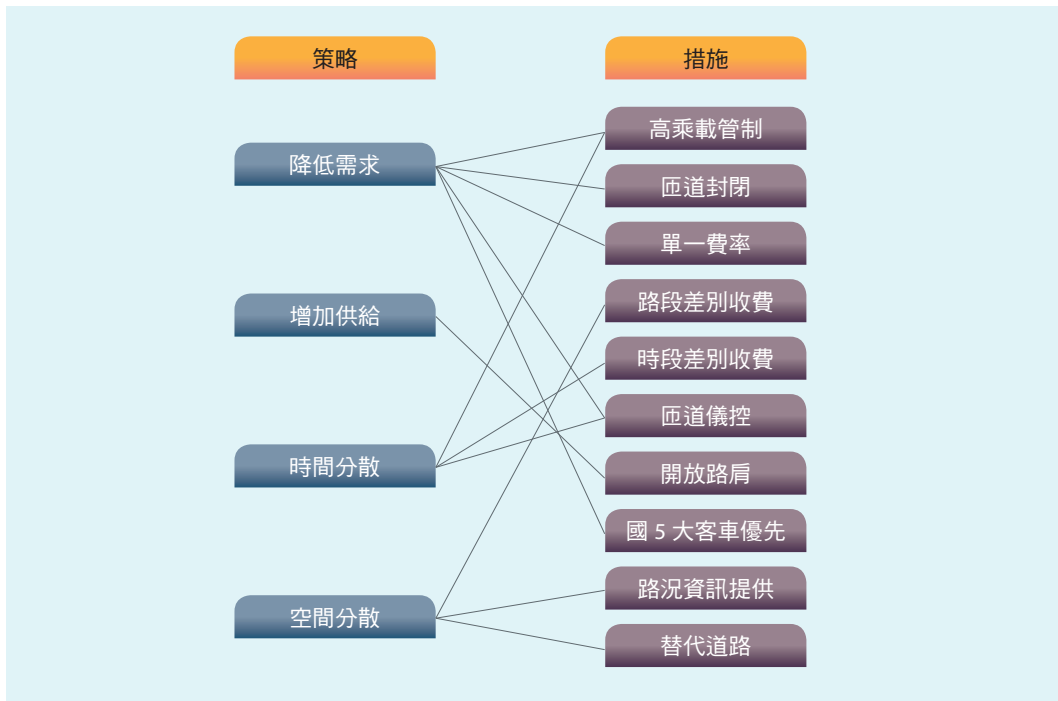 策略
措施
降低需求
增加供給
時間分散
空間分散
高乘載管制
匝道封閉
單一費率
路段差別收費
時段差別收費
匝道儀控
開放路肩
國 5 大客車優先
路況資訊提供
替代道路